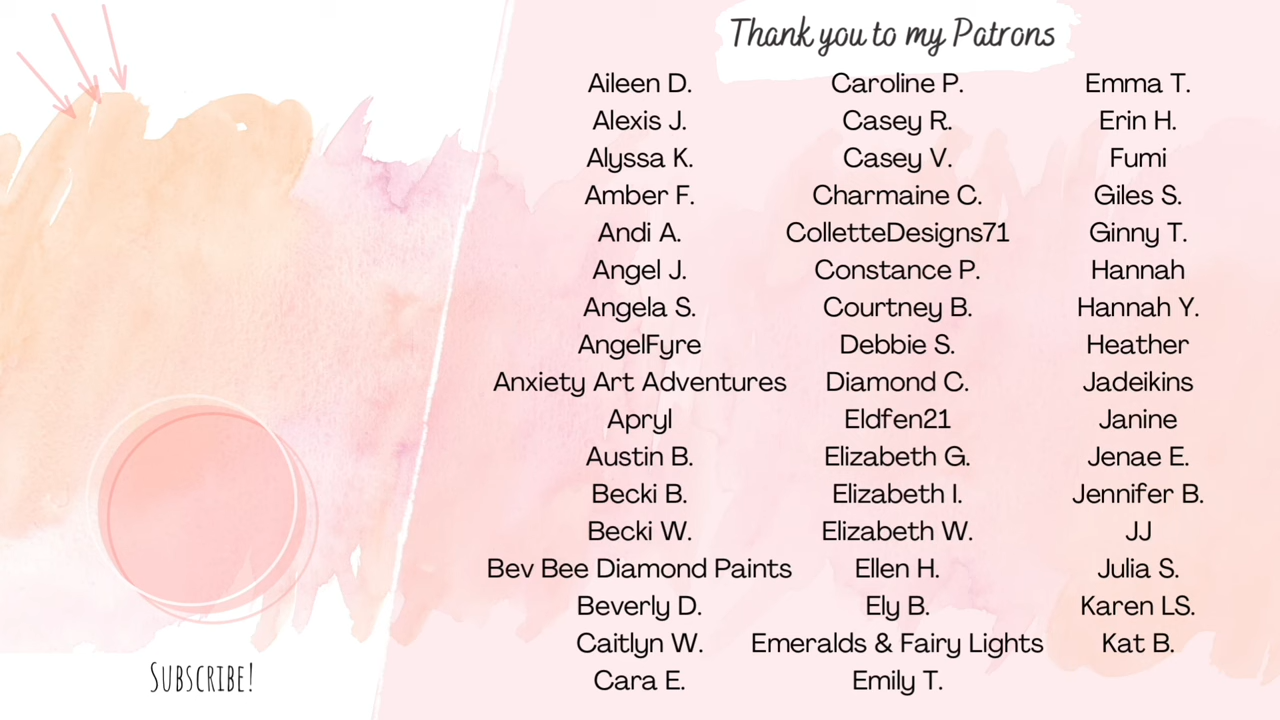 Thank you to my Patrons
Aileen D.
Alexis J.
Alyssa K.
Amber F.
Andi A.
Angel J.
Angela S.
AngelFyre
Anxiety Art Adventures
Apryl
Austin B.
Becki B.
Becki W.
Bev Bee Diamond Paints
Beverly D.
Caitlyn W.
Cara E.
Caroline P.
Casey R.
Casey V.
Charmaine C.
ColletteDesigns71
Constance P.
Courtney B.
Debbie S.
Diamond C.
Eldfen21
Elizabeth G.
Elizabeth I.
Elizabeth W.
Ellen H.
Ely B.
Emeralds & Fairy Lights
Emily T.
Emma T.
Erin H.
Fumi
Giles S.
Ginny T.
Hannah
Hannah Y.
Heather
Jadeikins
Janine
Jenae E.
Jennifer B.
JJ
Julia S.
Karen LS.
Kat B.
Subscribe!